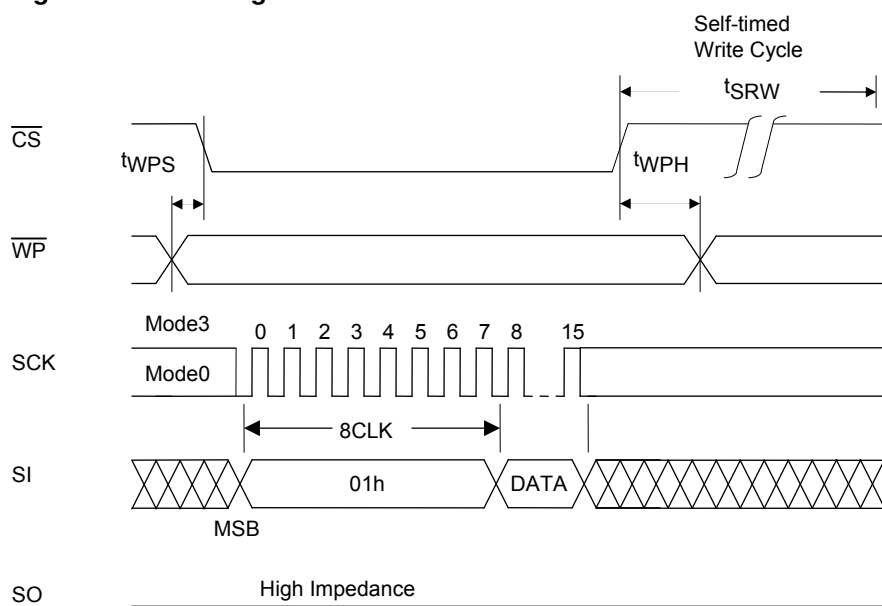 Self-timed
Write Cycle
tSRW
CS
tWPS
tWPH
WP
Mode3
0 1 2 3 4 5 6 7 8 15
SCK
Mode0
8CLK
SI
01h
DATA
MSB
SO
High Impedance